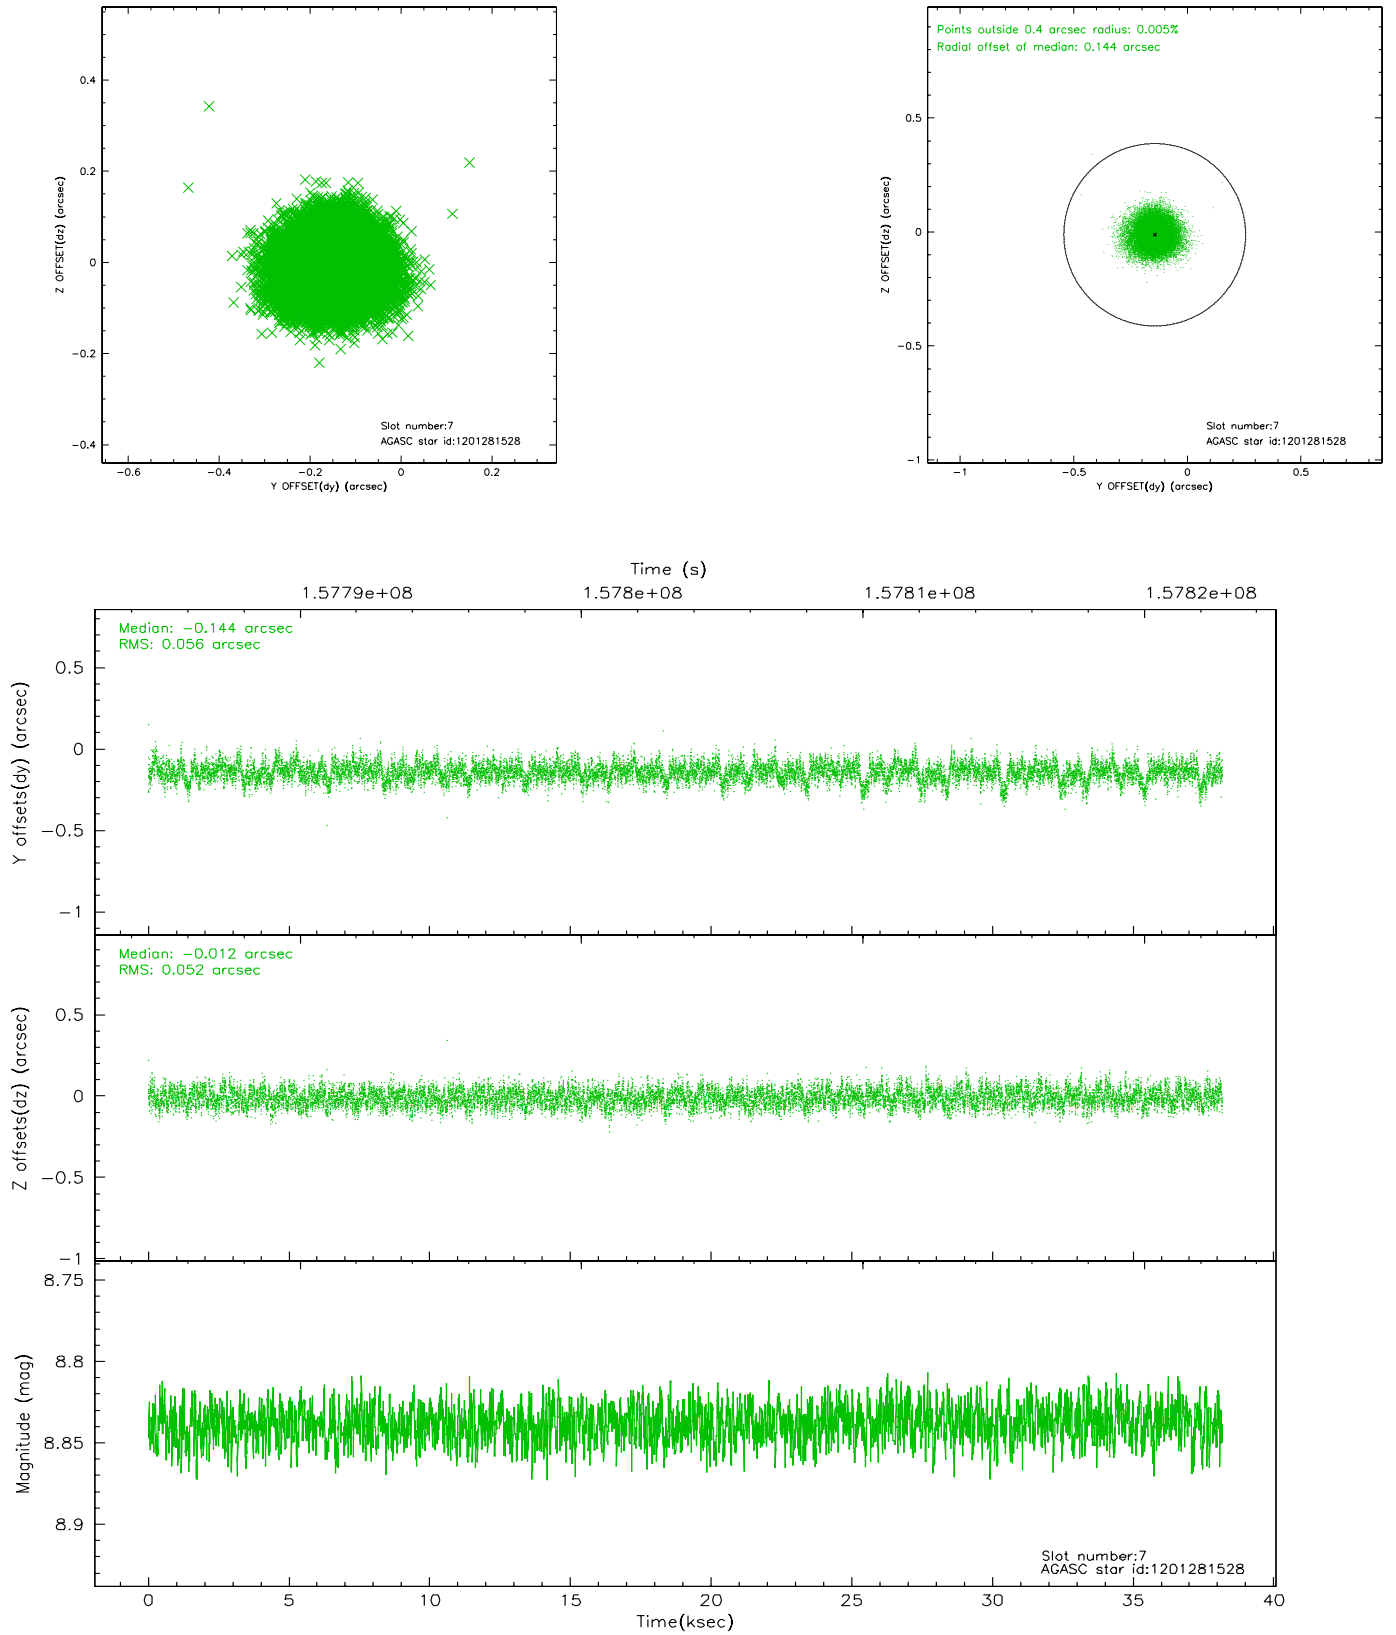 0.4
0.2
0
−0.2
−0.4
Z OFFSET(dz) (arcsec)
Slot number:7
AGASC star id:1201281528
−0.6 −0.4 −0.2 0 0.2
Y OFFSET(dy) (arcsec)
Points outside 0.4 arcsec radius: 0.005%
Radial offset of median: 0.144 arcsec
0.5
0
−0.5
−1
Z OFFSET(dz) (arcsec)
Slot number:7
AGASC star id:1201281528
−1 −0.5 0 0.5
Y OFFSET(dy) (arcsec)
Time (s)
1.5779e+08 1.578e+08 1.5781e+08 1.5782e+08
Median: −0.144 arcsec
RMS: 0.056 arcsec
0.5
0
−0.5
−1
Y offsets(dy) (arcsec)
Median: −0.012 arcsec
RMS: 0.052 arcsec
0.5
0
−0.5
−1
Z offsets(dz) (arcsec)
8.75
8.8
8.85
8.9
Magnitude (mag)
Slot number:7
AGASC star id:1201281528
0 5 10 15 20 25 30 35 40
Time(ksec)